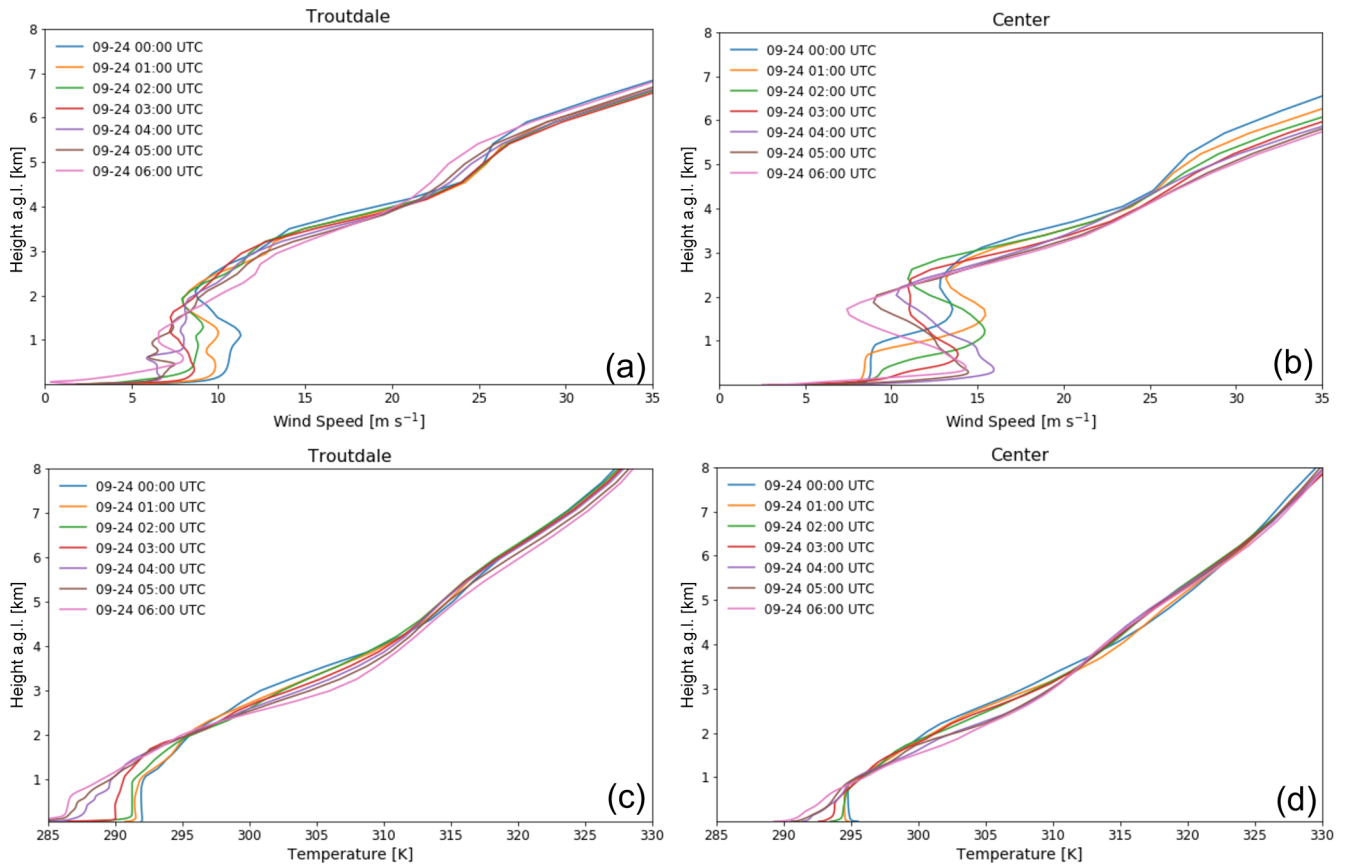 Troutdale
8
7
6
5
4
3
2
1
Height a.g.l. [km]
09-24 00:00 UTC
09-24 01:00 UTC
09-24 02:00 UTC
09-24 03:00 UTC
09-24 04:00 UTC
09-24 05:00 UTC
09-24 06:00 UTC
(a)
0 5 10 15 20 25 30 35
Wind Speed [m s⁻¹]
Center
8
7
6
5
4
3
2
1
Height a.g.l. [km]
09-24 00:00 UTC
09-24 01:00 UTC
09-24 02:00 UTC
09-24 03:00 UTC
09-24 04:00 UTC
09-24 05:00 UTC
09-24 06:00 UTC
(b)
0 5 10 15 20 25 30 35
Wind Speed [m s⁻¹]
Troutdale
8
7
6
5
4
3
2
1
Height a.g.l. [km]
09-24 00:00 UTC
09-24 01:00 UTC
09-24 02:00 UTC
09-24 03:00 UTC
09-24 04:00 UTC
09-24 05:00 UTC
09-24 06:00 UTC
(c)
285 290 295 300 305 310 315 320 325 330
Temperature [K]
Center
8
7
6
5
4
3
2
1
Height a.g.l. [km]
09-24 00:00 UTC
09-24 01:00 UTC
09-24 02:00 UTC
09-24 03:00 UTC
09-24 04:00 UTC
09-24 05:00 UTC
09-24 06:00 UTC
(d)
285 290 295 300 305 310 315 320 325 330
Temperature [K]